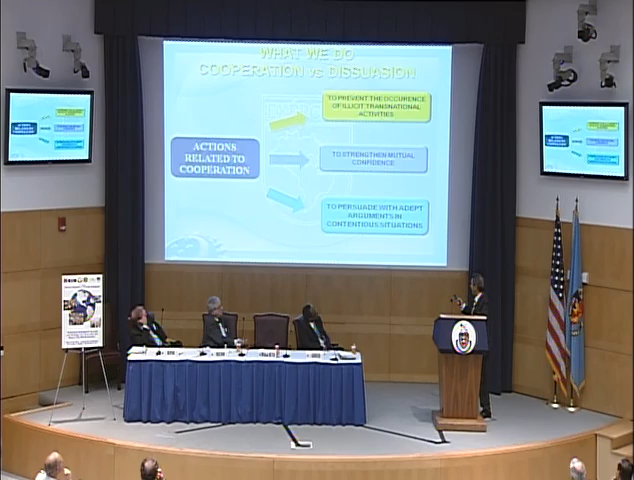 WHAT WE DO
COOPERATION vs DISSUASION
TO PREVENT THE OCCURENCE
OF ILLICIT TRANSNATIONAL
ACTIVITIES
ACTIONS
RELATED TO
COOPERATION
TO STRENGTHEN MUTUAL
CONFIDENCE
TO PERSUADE WITH ADEPT
ARGUMENTS IN
CONTENTIOUS SITUATIONS